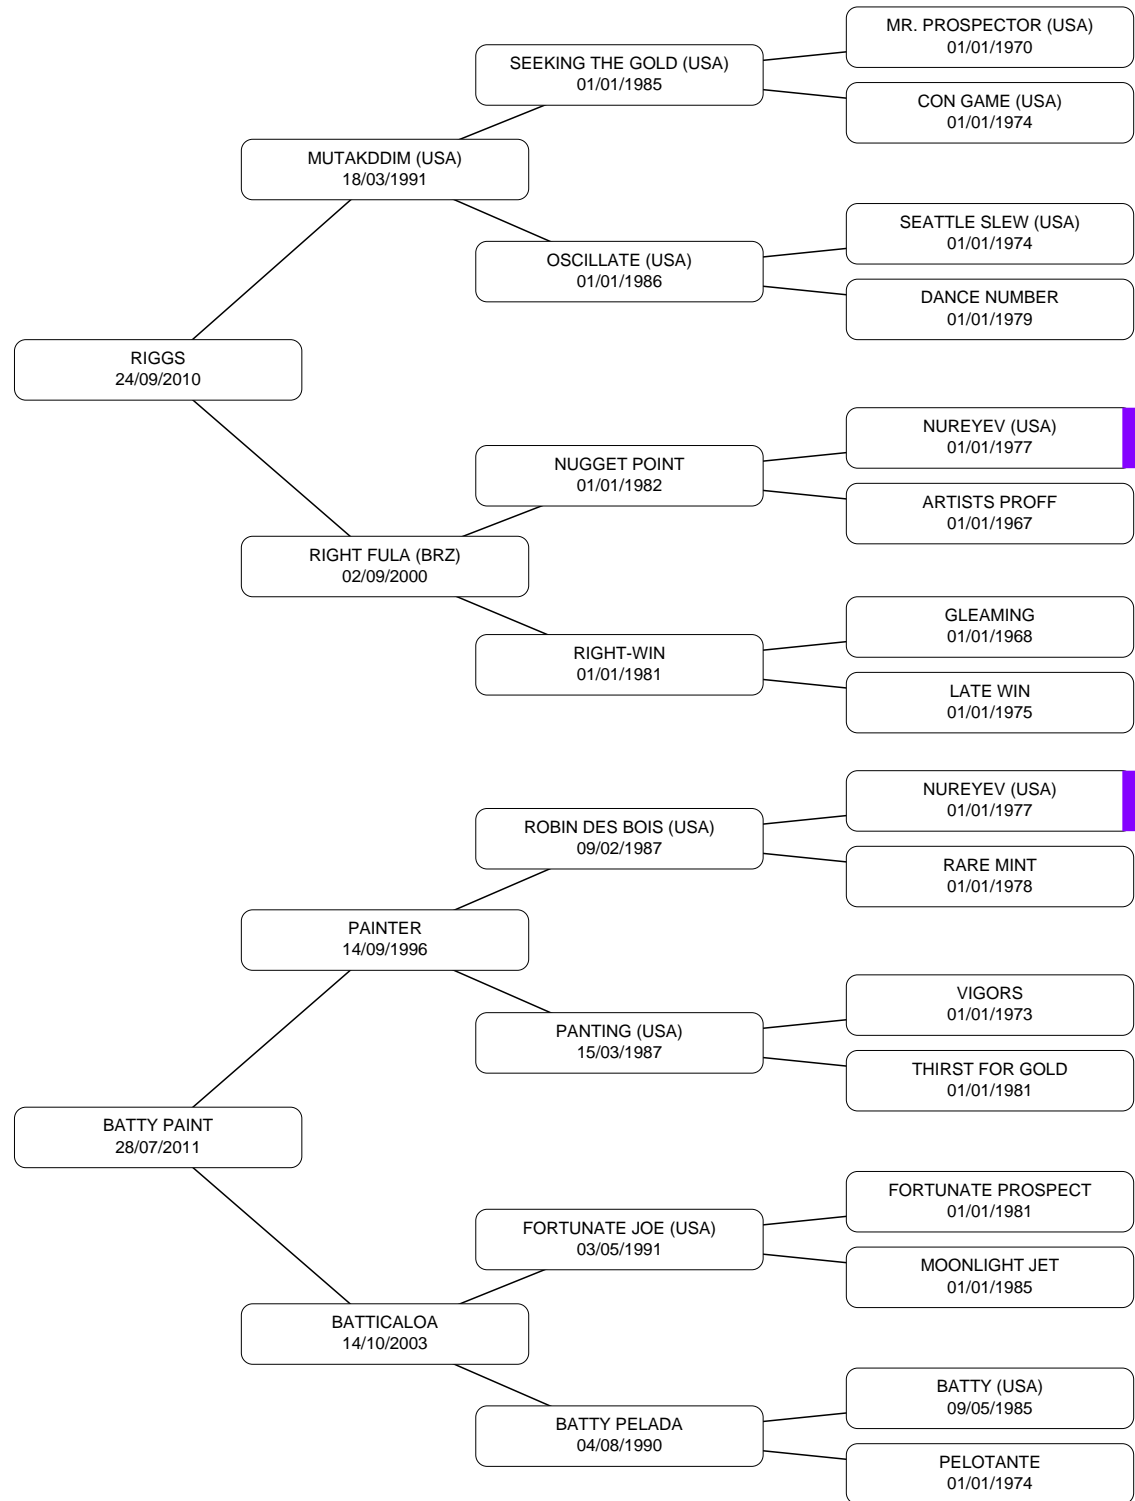 MR. PROSPECTOR (USA)
01/01/1970
SEEKING THE GOLD (USA)
01/01/1985
CON GAME (USA)
01/01/1974
MUTAKDDIM (USA)
18/03/1991
SEATTLE SLEW (USA)
01/01/1974
OSCILLATE (USA)
01/01/1986
DANCE NUMBER
01/01/1979
RIGGS
24/09/2010
NUREYEV (USA)
01/01/1977
NUGGET POINT
01/01/1982
ARTISTS PROFF
01/01/1967
RIGHT FULA (BRZ)
02/09/2000
GLEAMING
01/01/1968
RIGHT-WIN
01/01/1981
LATE WIN
01/01/1975
NUREYEV (USA)
01/01/1977
ROBIN DES BOIS (USA)
09/02/1987
RARE MINT
01/01/1978
PAINTER
14/09/1996
VIGORS
01/01/1973
PANTING (USA)
15/03/1987
THIRST FOR GOLD
01/01/1981
BATTY PAINT
28/07/2011
FORTUNATE PROSPECT
01/01/1981
FORTUNATE JOE (USA)
03/05/1991
MOONLIGHT JET
01/01/1985
BATTICALOA
14/10/2003
BATTY (USA)
09/05/1985
BATTY PELADA
04/08/1990
PELOTANTE
01/01/1974